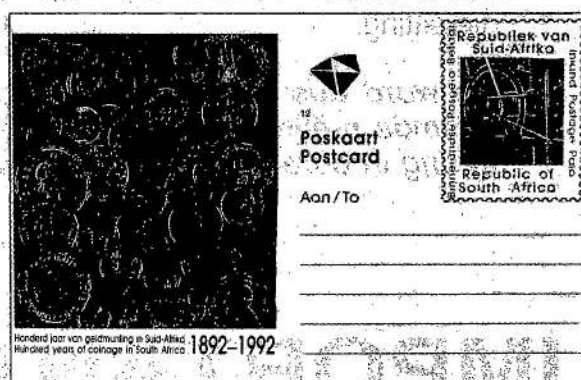 Republiek van
Suid-Afrika
Binnelandse Posgeld Betaal
Inland Postage Paid
Republic of
South Africa
12
Poskaart
Postcard
Aan/To
Honderd jaar van geldmunting in Suid-Afrika
Hundred years of coinage in South Africa
1892–1992